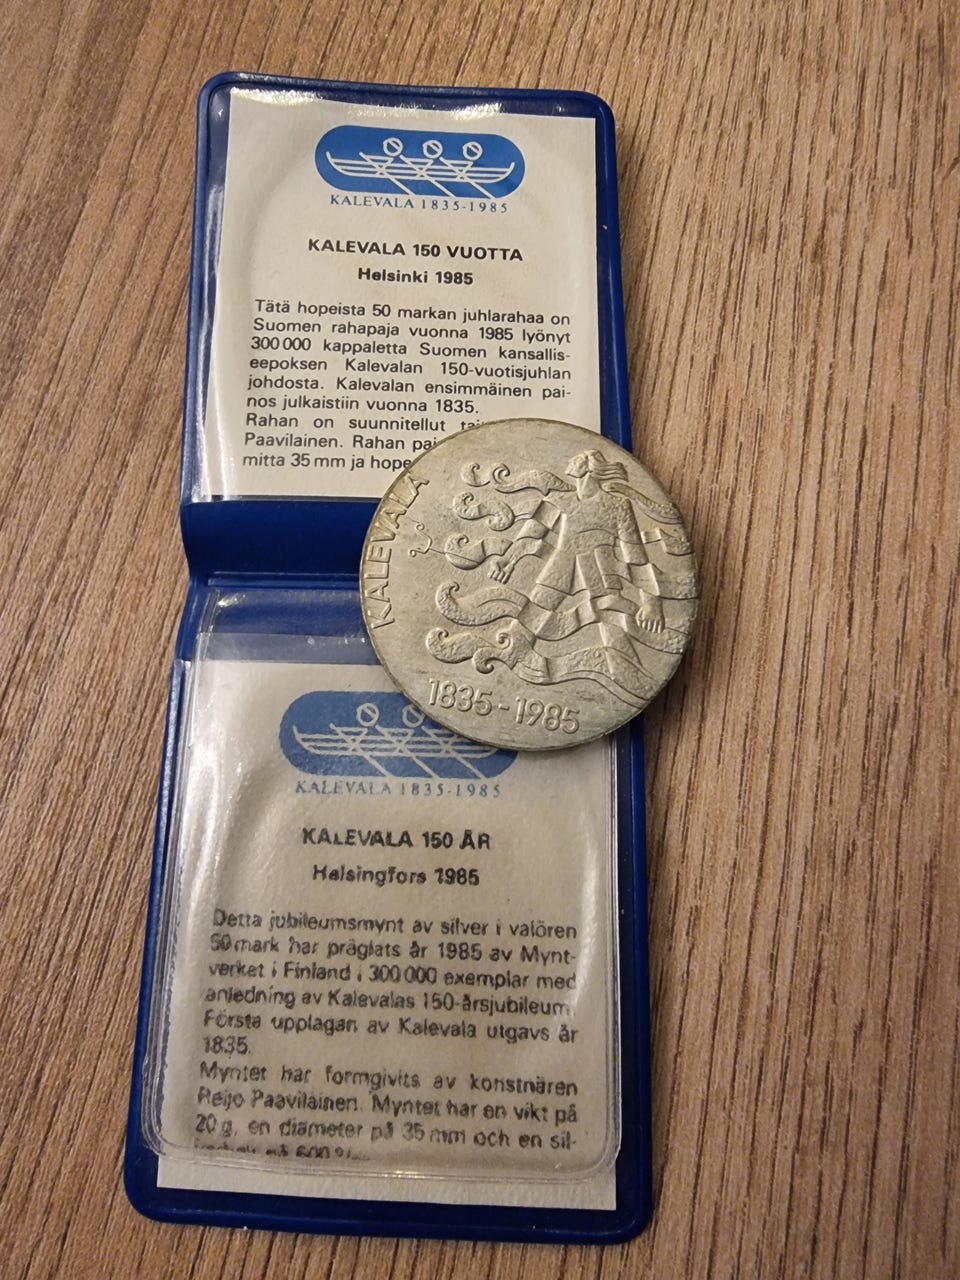 KALEVALA 1835-1985
KALEVALA 150 VUOTTA
Helsinki 1985
Tätä hopeista 50 markan juhlarahaa on
Suomen rahapaja vuonna 1985 lyönyt
300 000 kappaletta Suomen kansallis-
eepoksen Kalevalan 150-vuotisjuhlan
johdosta. Kalevalan ensimmäinen pai-
nos julkaistiin vuonna 1835.
Rahan on suunnitellut
Paavilainen. Rahan
mitta 35 mm ja
KALEVALA
1835-1985
KALEVALA 1835-1985
KALEVALA 150 ÅR
Helsingfors 1985
Detta jubileumsmynt av silver i valören
50 mark har präglats år 1985 av Mynt-
verket i Finland i 300 000 exemplar med
anledning av Kalevalas 150-årsjubileum.
Första upplagan av Kalevala utgavs år
1835.
Myntet har formgivits av konstnären
Reijo Paavilainen. Myntet har en vikt på
20 g, en diameter på 35 mm och en sil-
på 600